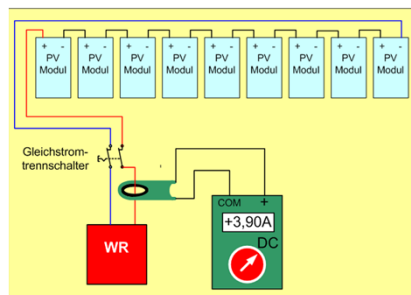 + - + - + - + - + - + - + - + - + -
PV PV PV PV PV PV PV PV PV
Modul Modul Modul Modul Modul Modul Modul Modul Modul
Gleichstrom-
trennschalter
COM +
+3,90A
DC
WR